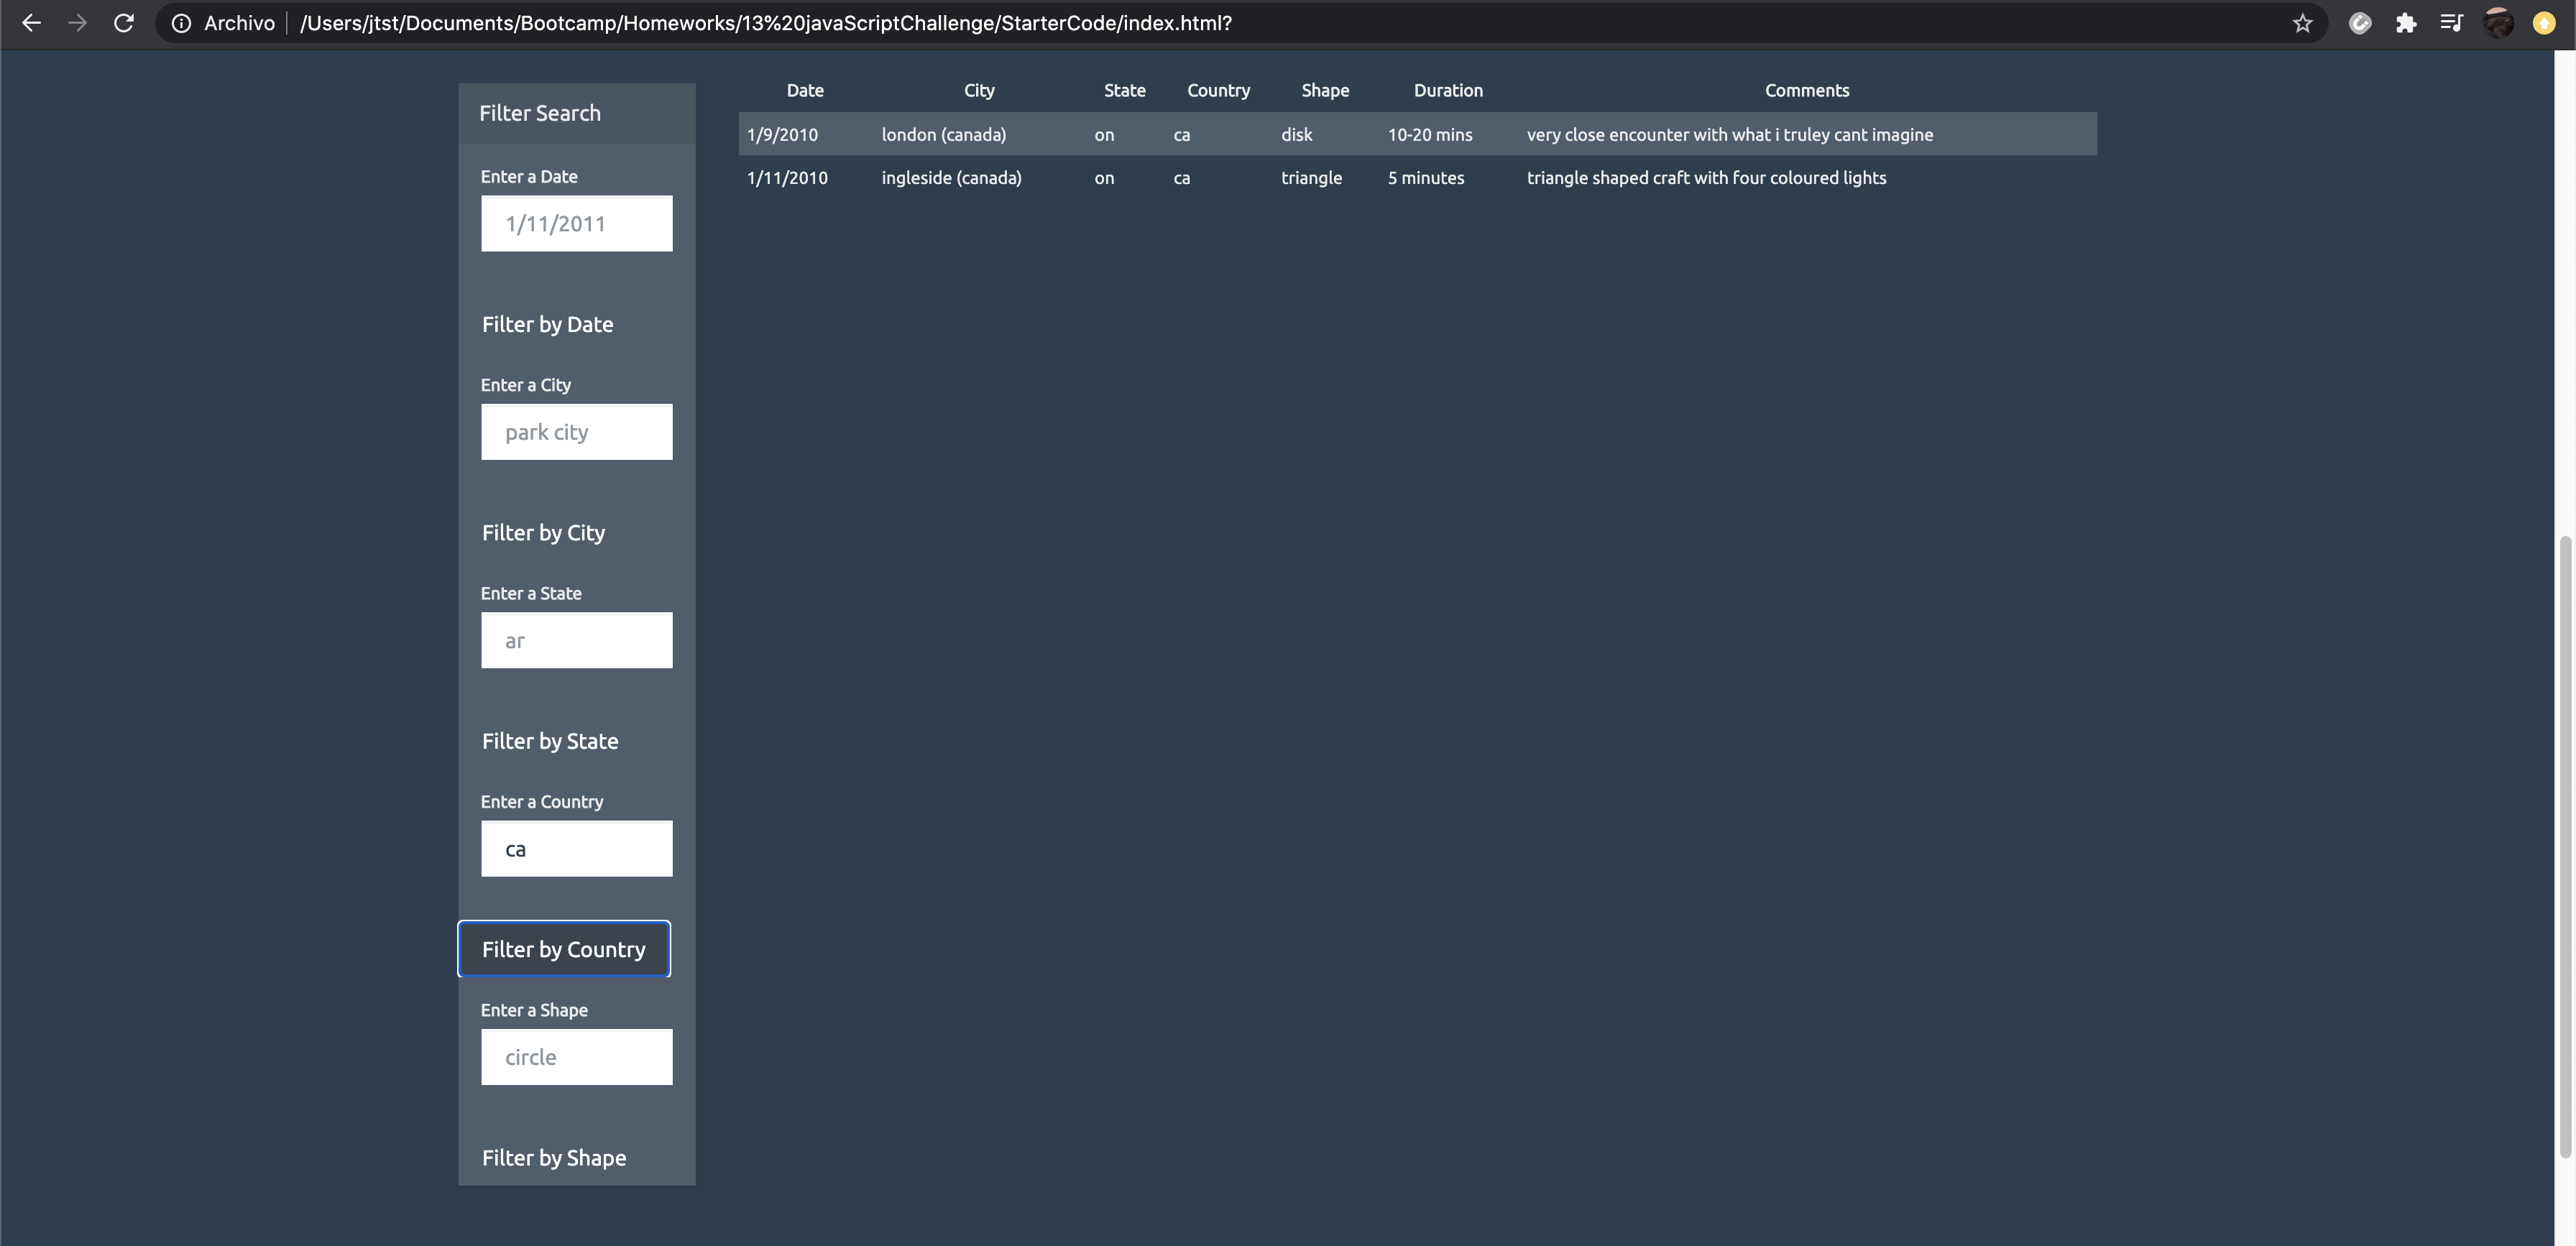 Archivo | /Users/jtst/Documents/Bootcamp/Homeworks/13%20javaScriptChallenge/StarterCode/index.html?
Filter Search
Enter a Date
1/11/2011
Filter by Date
Enter a City
park city
Filter by City
Enter a State
ar
Filter by State
Enter a Country
ca
Filter by Country
Enter a Shape
circle
Filter by Shape
Date City State Country Shape Duration Comments
1/9/2010 london (canada) on ca disk 10-20 mins very close encounter with what i truley cant imagine
1/11/2010 ingleside (canada) on ca triangle 5 minutes triangle shaped craft with four coloured lights